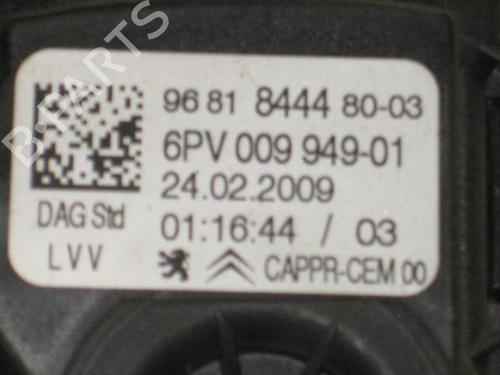 B-PARTS
96 81 8444 80-03
6PV 009 949-01
24.02.2009
DAG Std
01:16:44 / 03
LVV
CAPPR-CEM 00